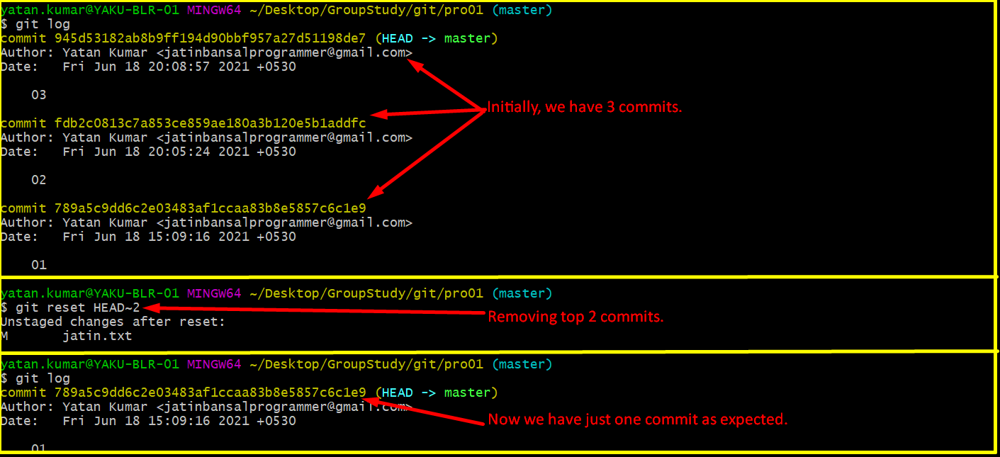 yatan.kumar@YAKU-BLR-01 MINGW64 ~/Desktop/GroupStudy/git/pro01 (master)
$ git log
commit 945d53182ab8b9ff194d90bbf957a27d51198de7 (HEAD -> master)
Author: Yatan Kumar <jatinbansalprogrammer@gmail.com>
Date:   Fri Jun 18 20:08:57 2021 +0530
03
Initially, we have 3 commits.
commit fdb2c0813c7a853ce859ae180a3b120e5b1addfc
Author: Yatan Kumar <jatinbansalprogrammer@gmail.com>
Date:   Fri Jun 18 20:05:24 2021 +0530
02
commit 789a5c9dd6c2e03483af1ccaa83b8e5857c6c1e9
Author: Yatan Kumar <jatinbansalprogrammer@gmail.com>
Date:   Fri Jun 18 15:09:16 2021 +0530
01
yatan.kumar@YAKU-BLR-01 MINGW64 ~/Desktop/GroupStudy/git/pro01 (master)
$ git reset HEAD~2
Removing top 2 commits.
Unstaged changes after reset:
M       jatin.txt
yatan.kumar@YAKU-BLR-01 MINGW64 ~/Desktop/GroupStudy/git/pro01 (master)
$ git log
commit 789a5c9dd6c2e03483af1ccaa83b8e5857c6c1e9 (HEAD -> master)
Author: Yatan Kumar <jatinbansalprogrammer@gmail.com>
Date:   Fri Jun 18 15:09:16 2021 +0530
Now we have just one commit as expected.
01